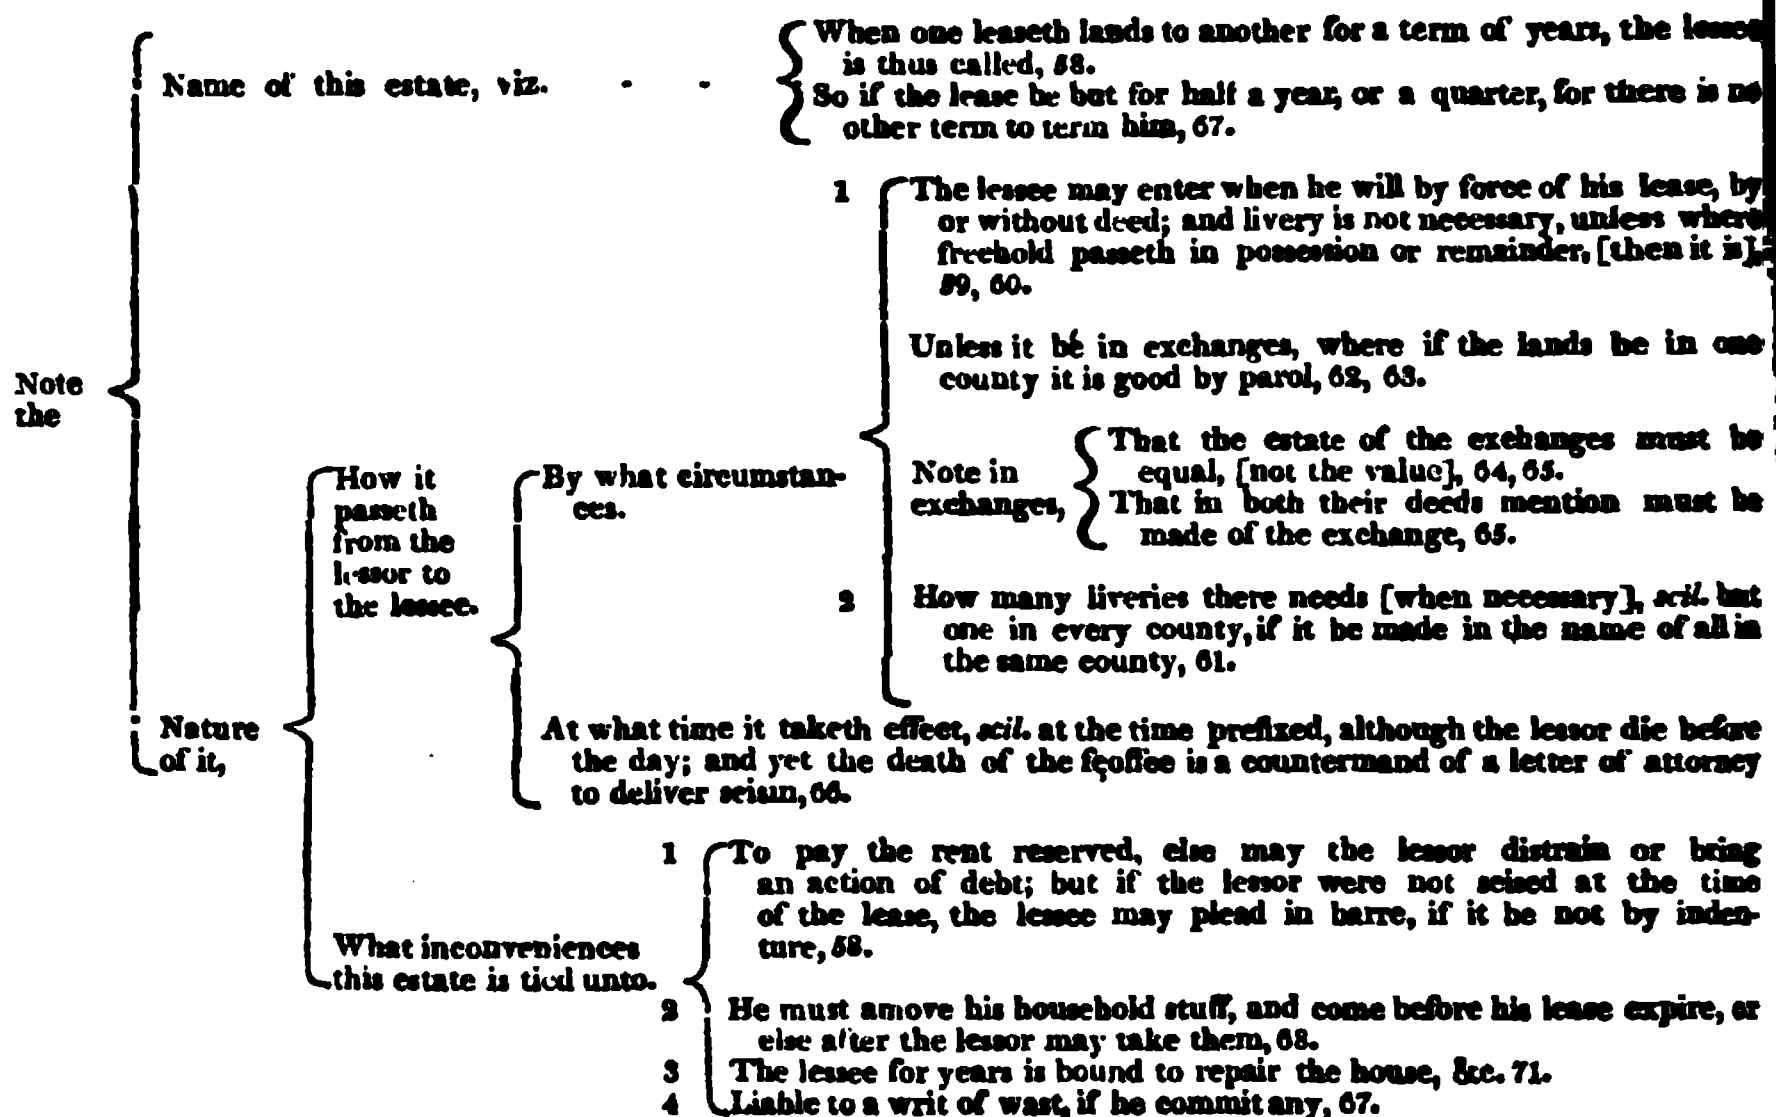 When one leaseth lands to another for a term of years, the lessee
is thus called, 58.
Name of this estate, viz. - -
So if the lease be but for half a year, or a quarter, for there is no
other term to term him, 67.
1 The lessee may enter when he will by force of his lease, by
or without deed; and livery is not necessary, unless where
freehold passeth in possession or remainder, [then it is],
59, 60.
Unless it be in exchanges, where if the lands be in one
county it is good by parol, 62, 63.
Note
the
That the estate of the exchanges must be
equal, [not the value], 64, 65.
Note in
exchanges,
That in both their deeds mention must be
made of the exchange, 65.
How it
passeth
from the
lessor to
the lessee.
By what circumstan-
ces.
2 How many liveries there needs [when necessary], scil. but
one in every county, if it be made in the name of all in
the same county, 61.
Nature
of it,
At what time it taketh effect, scil. at the time prefixed, although the lessor die before
the day; and yet the death of the feoffee is a countermand of a letter of attorney
to deliver seisin, 66.
1 To pay the rent reserved, else may the lessor distrain or bring
an action of debt; but if the lessor were not seised at the time
of the lease, the lessee may plead in barre, if it be not by inden-
ture, 58.
What inconveniences
this estate is tied unto.
2 He must amove his household stuff, and come before his lease expire, or
else after the lessor may take them, 68.
3 The lessee for years is bound to repair the house, &c. 71.
4 Liable to a writ of wast, if he commit any, 67.